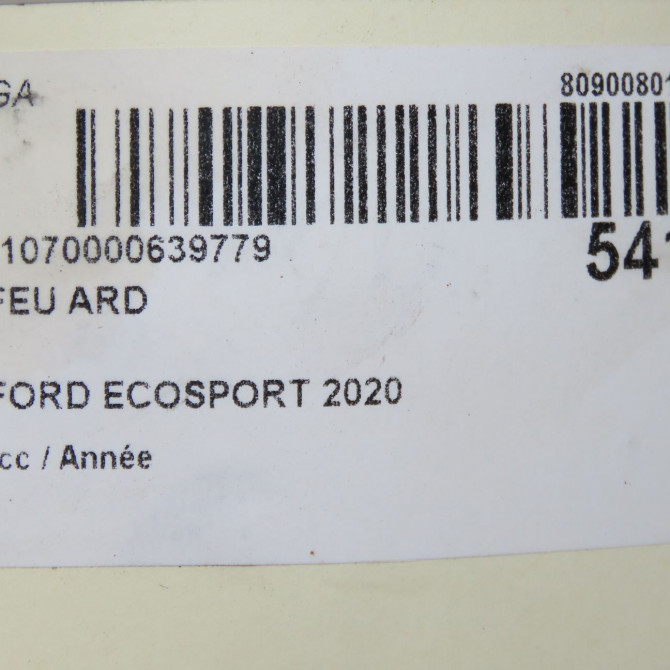 GA 80900801
1070000639779 541
FEU ARD
FORD ECOSPORT 2020
cc / Année